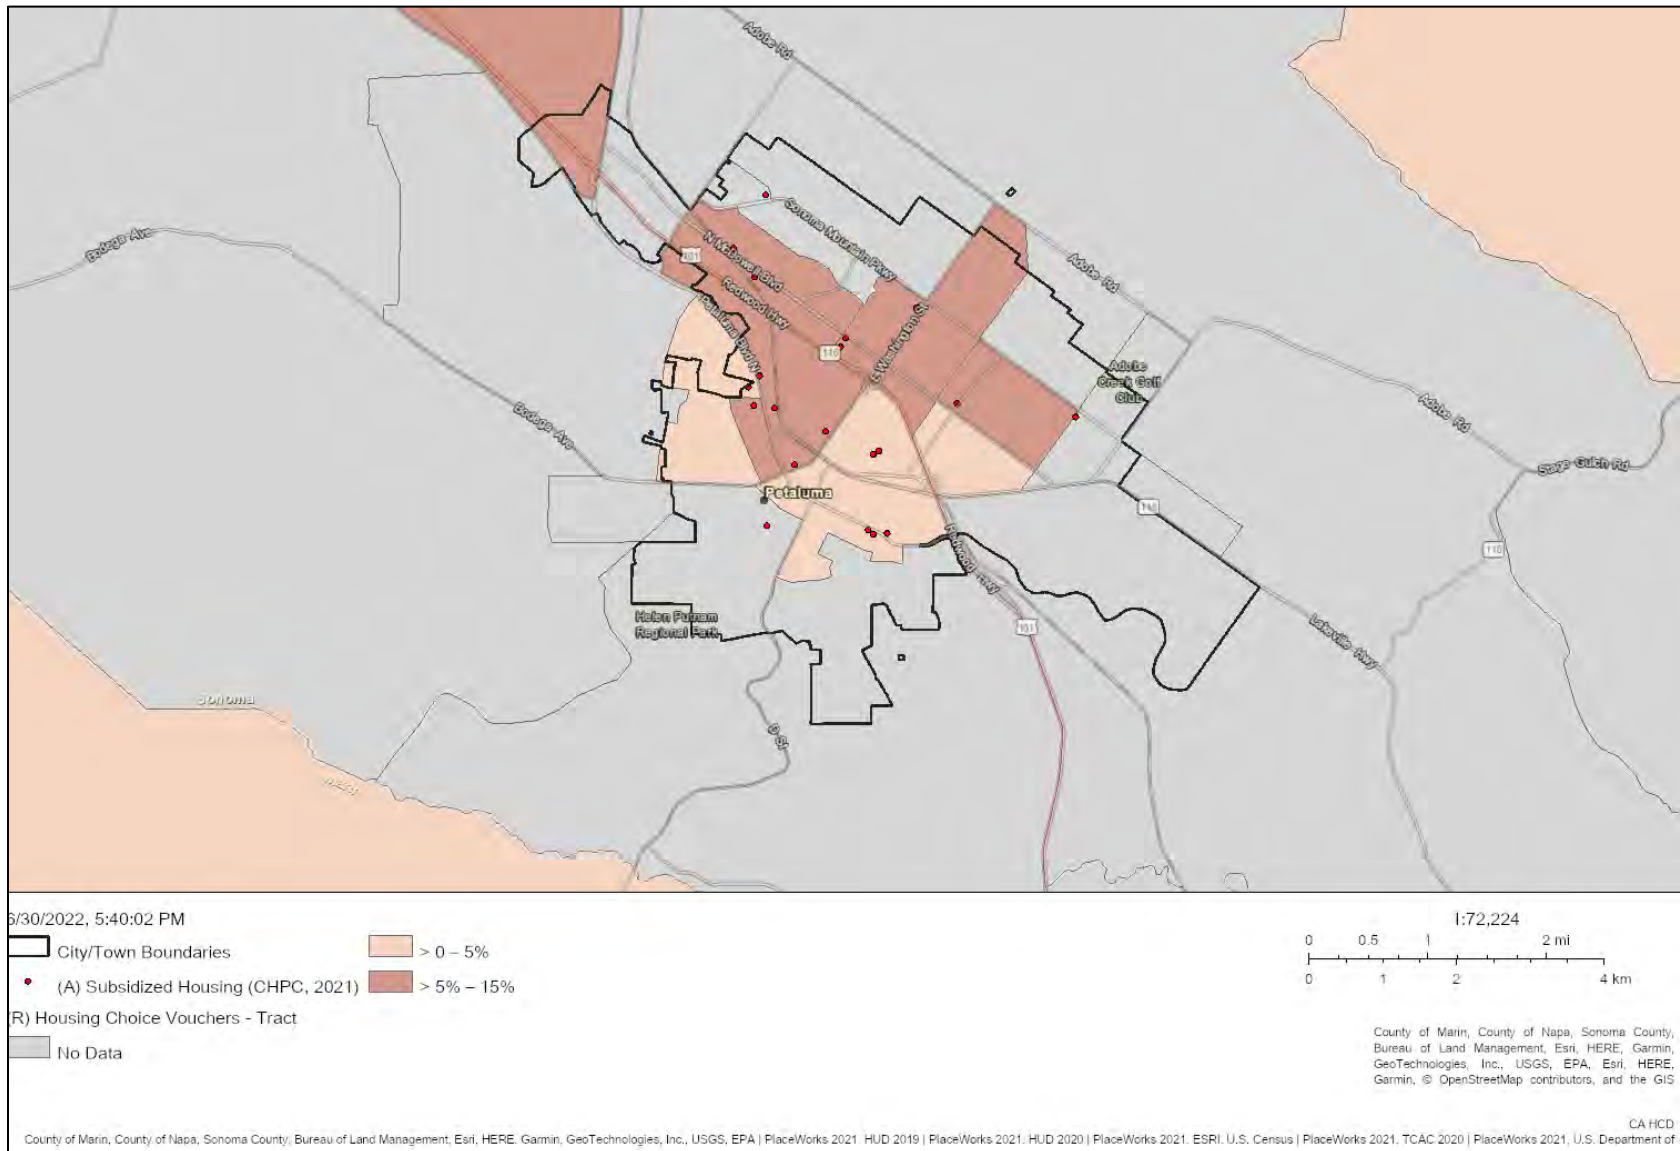 Adobe Rd
Sonoma Mountain Pkwy
N McDowell Blvd
101
Redwood Hwy
Petaluma Blvd N
116
E Washington St
Adobe Rd
Bodega Ave
Adobe
Creek Golf
Club
Bodega Ave
Adobe Rd
Stage Gulch Rd
Petaluma
116
116
Redwood Hwy
Helen Putnam
Regional Park
101
Lakeville Hwy
Sonoma
D St
6/30/2022, 5:40:02 PM
City/Town Boundaries
(A) Subsidized Housing (CHPC, 2021)
(R) Housing Choice Vouchers - Tract
No Data
> 0 – 5%
> 5% – 15%
1:72,224
0 0.5 1 2 mi
0 1 2 4 km
County of Marin, County of Napa, Sonoma County,
Bureau of Land Management, Esri, HERE, Garmin,
GeoTechnologies, Inc., USGS, EPA, Esri, HERE,
Garmin, © OpenStreetMap contributors, and the GIS
CA HCD
County of Marin, County of Napa, Sonoma County, Bureau of Land Management, Esri, HERE, Garmin, GeoTechnologies, Inc., USGS, EPA | PlaceWorks 2021, HUD 2019 | PlaceWorks 2021, HUD 2020 | PlaceWorks 2021, ESRI, U.S. Census | PlaceWorks 2021, TCAC 2020 | PlaceWorks 2021, U.S. Department of